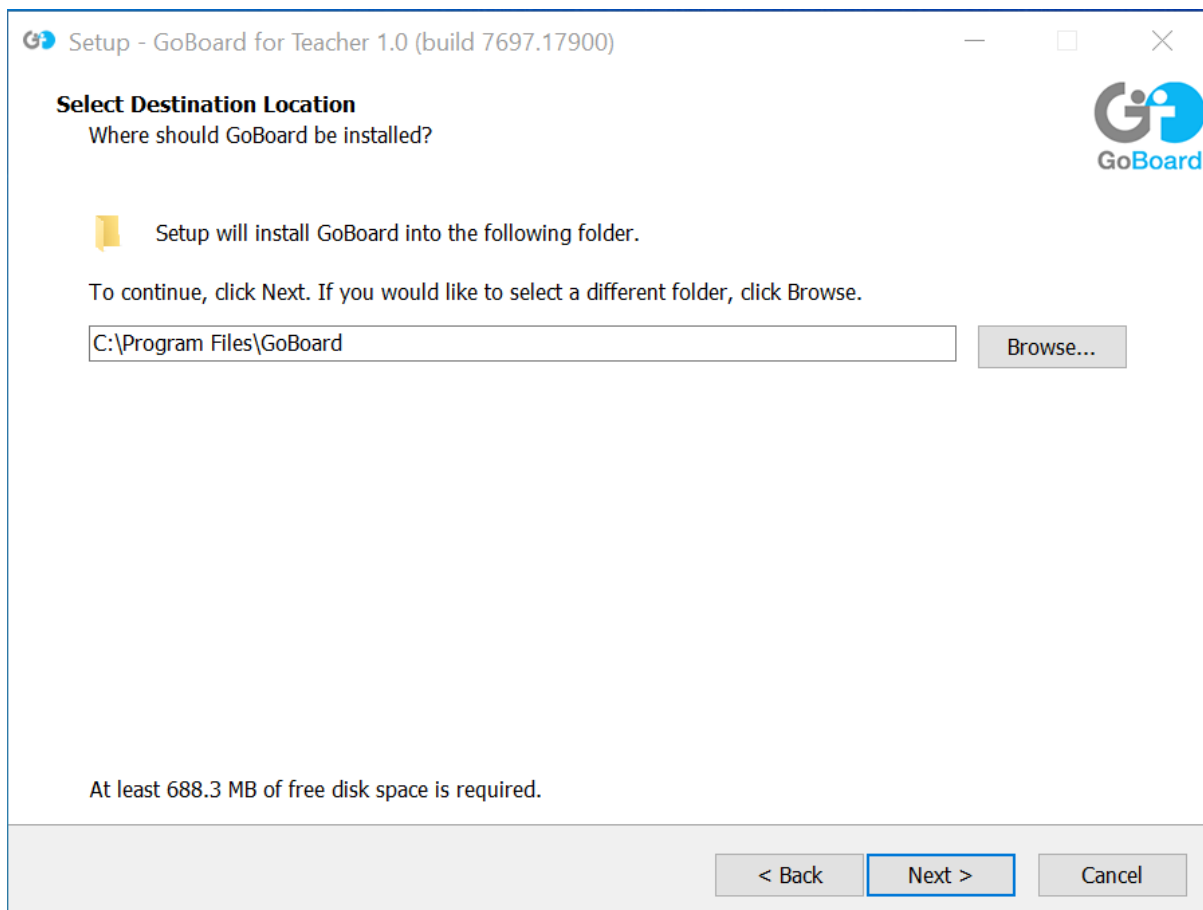 Setup - GoBoard for Teacher 1.0 (build 7697.17900)
Select Destination Location
Where should GoBoard be installed?
GoBoard
Setup will install GoBoard into the following folder.
To continue, click Next. If you would like to select a different folder, click Browse.
C:\Program Files\GoBoard
Browse...
At least 688.3 MB of free disk space is required.
< Back
Next >
Cancel